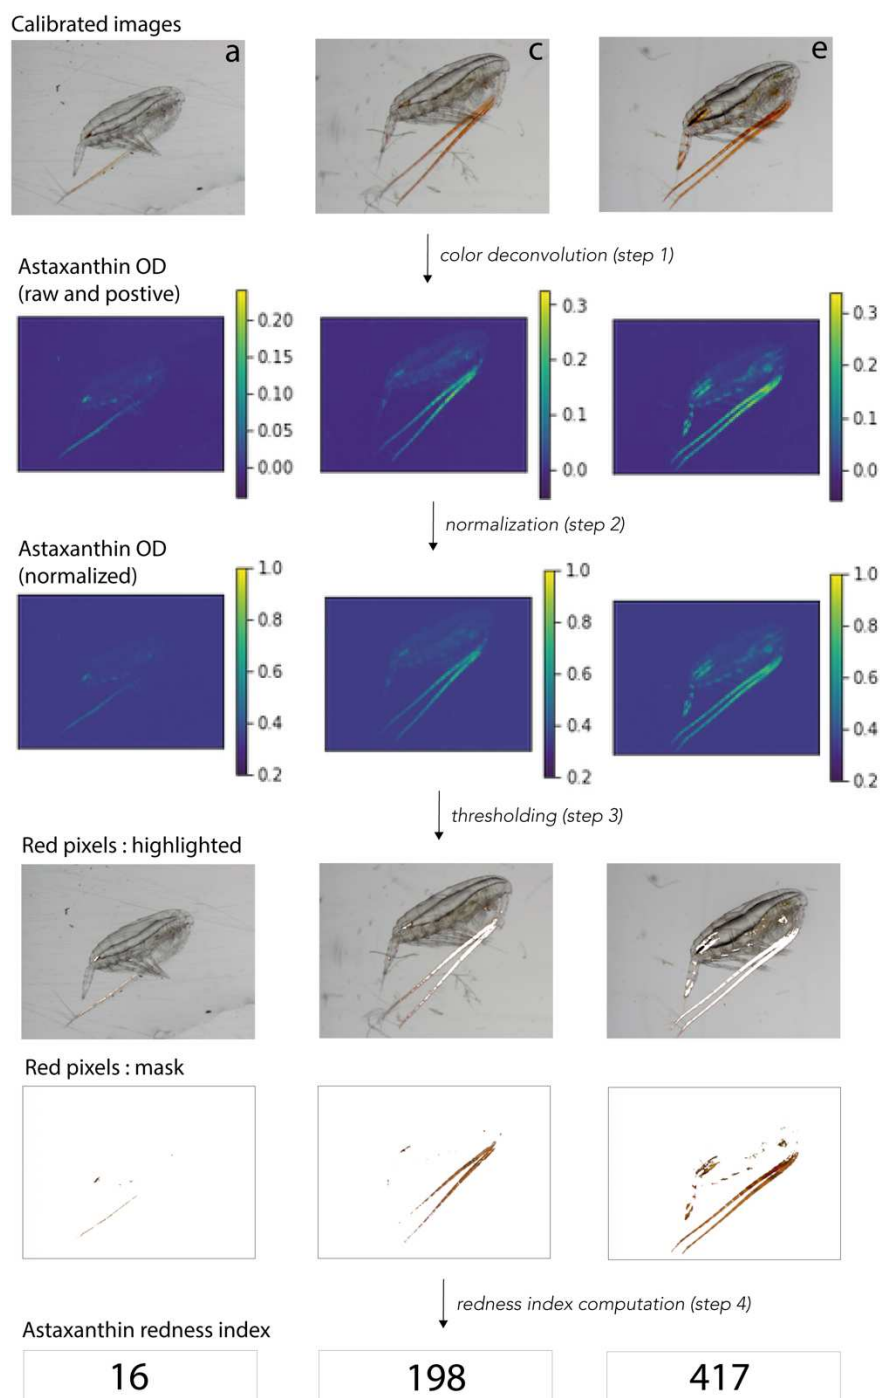 Calibrated images
a
c
e
color deconvolution (step 1)
Astaxanthin OD
(raw and postive)
0.20
0.15
0.10
0.05
0.00
0.3
0.2
0.1
0.0
0.3
0.2
0.1
0.0
normalization (step 2)
Astaxanthin OD
(normalized)
1.0
0.8
0.6
0.4
0.2
1.0
0.8
0.6
0.4
0.2
1.0
0.8
0.6
0.4
0.2
thresholding (step 3)
Red pixels : highlighted
Red pixels : mask
redness index computation (step 4)
Astaxanthin redness index
16
198
417